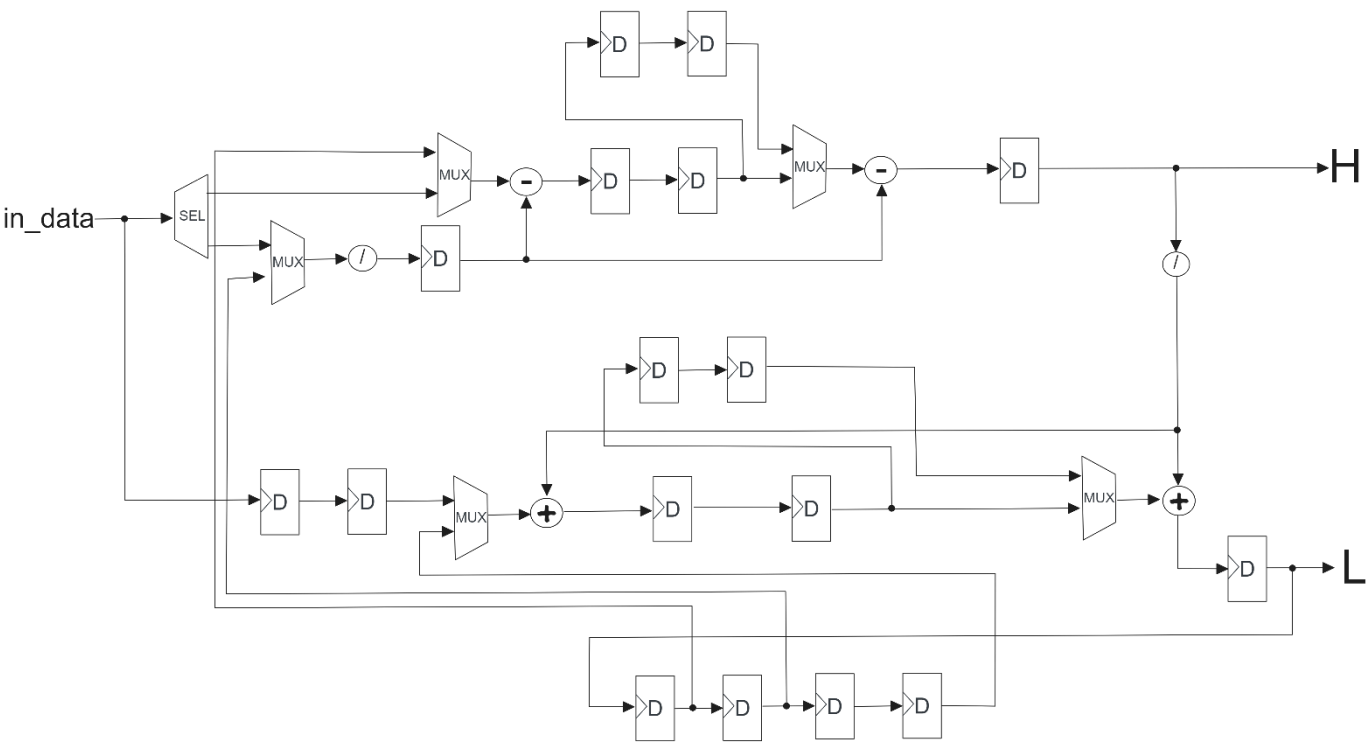 D D
MUX MUX - D D - D H
in_data SEL
MUX / D /
D D
D D MUX + D D MUX +
D L
D D D D